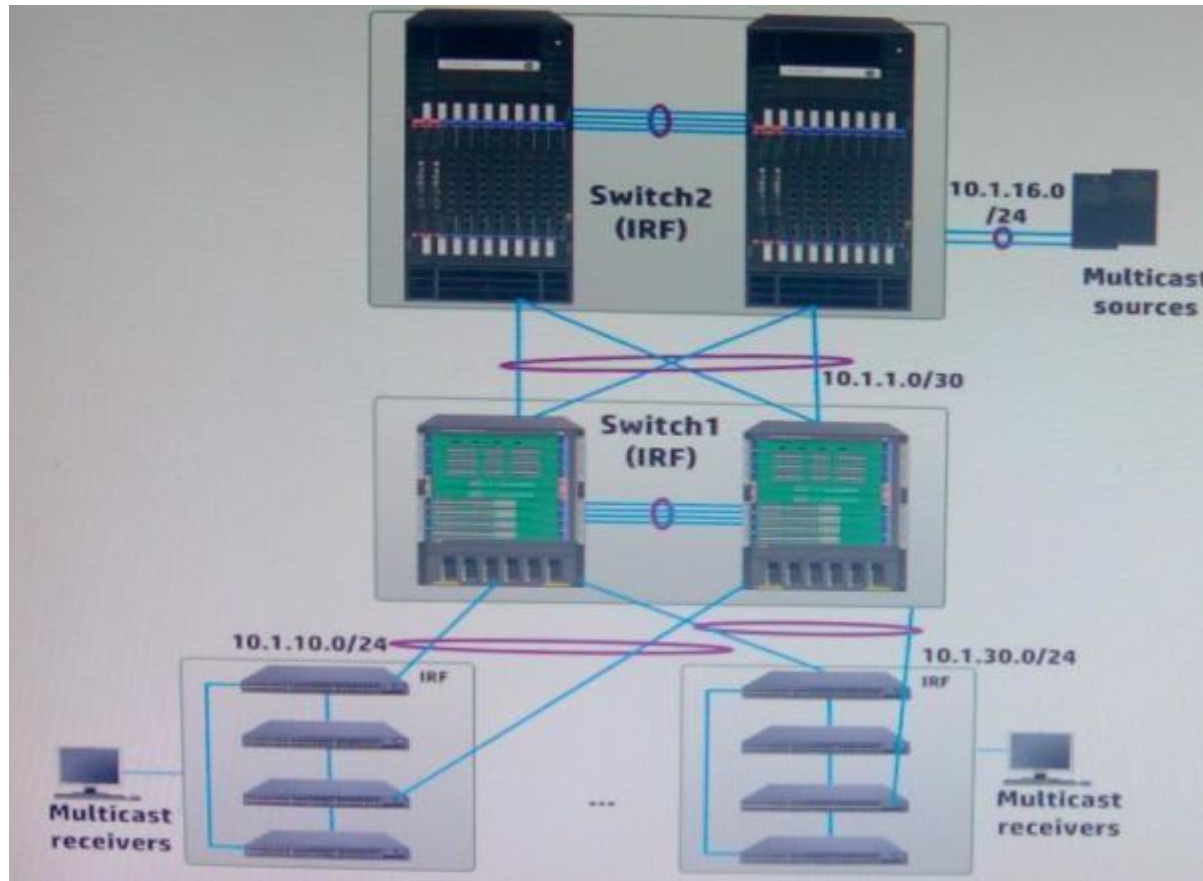 Switch2
(IRF)
10.1.16.0
/24
Multicast
sources
10.1.1.0/30
Switch1
(IRF)
10.1.10.0/24
IRF
10.1.30.0/24
IRF
Multicast
receivers
...
Multicast
receivers